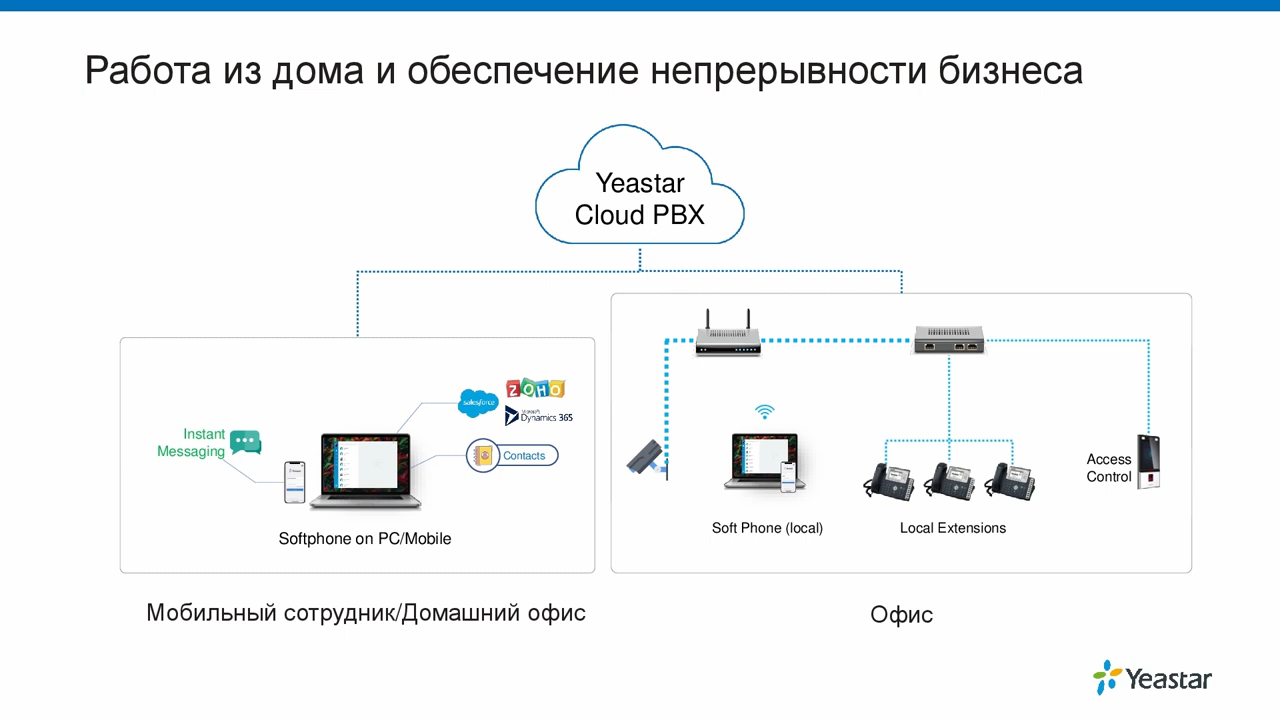 Работа из дома и обеспечение непрерывности бизнеса
Yeastar
Cloud PBX
Instant
Messaging
salesforce
ZOHO
Microsoft
Dynamics 365
Contacts
Softphone on PC/Mobile
Soft Phone (local)
Local Extensions
Access
Control
Мобильный сотрудник/Домашний офис
Офис
Yeastar